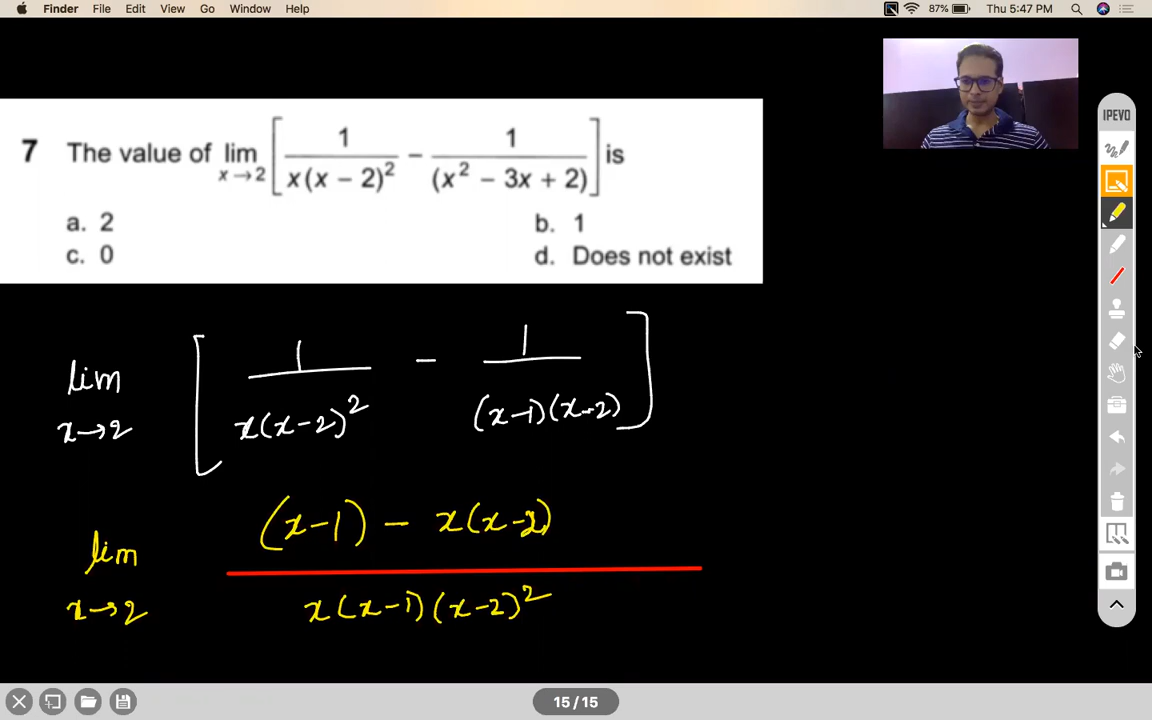 Finder File Edit View Go Window Help 87% Thu 5:47 PM
IPEVO
7 The value of lim x→2 [ 1 / x(x − 2)² − 1 / (x² − 3x + 2) ] is
a. 2 b. 1
c. 0 d. Does not exist
lim x→2 [ 1 / x(x-2)² − 1 / (x-1)(x-2) ]
lim x→2 (x-1) − x(x-2) / x(x-1)(x-2)²
15/15